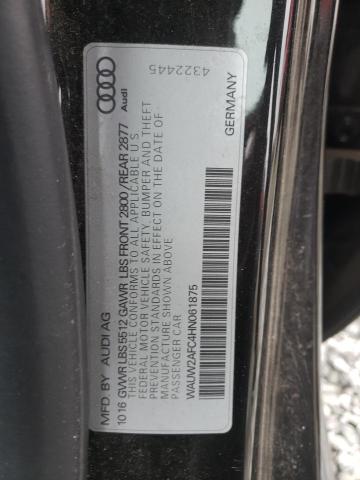 MFD. BY AUDI AG
Audi
10 16 GVWR LBS 5512 GAWR LBS FRONT 2800 /REAR 2877
THIS VEHICLE CONFORMS TO ALL APPLICABLE U S
FEDERAL MOTOR VEHICLE SAFETY, BUMPER AND THEFT
PREVENTION STANDARDS IN EFFECT ON THE DATE OF
MANUFACTURE SHOWN ABOVE
PASSENGER CAR
WAUW2AFC4HN061875
4322445
GERMANY